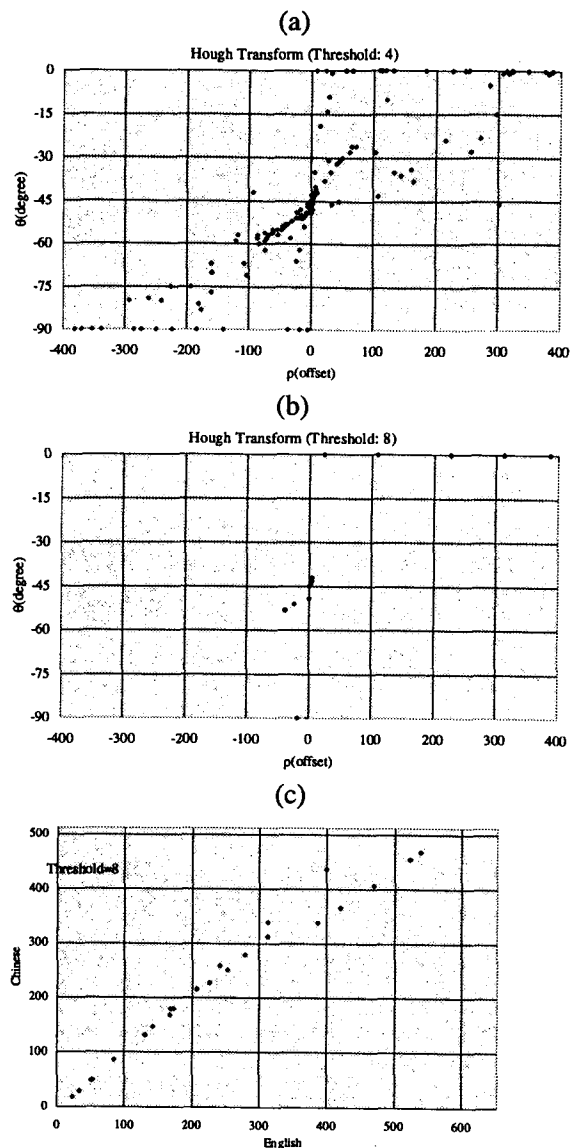 (a)
Hough Transform (Threshold: 4)
0
-15
-30
-45
-60
-75
-90
θ(degree)
-400 -300 -200 -100 0 100 200 300 400
ρ(offset)
(b)
Hough Transform (Threshold: 8)
0
-15
-30
-45
-60
-75
-90
θ(degree)
-400 -300 -200 -100 0 100 200 300 400
ρ(offset)
(c)
500
Threshold=8
400
300
200
100
0
Chinese
0 100 200 300 400 500 600
English